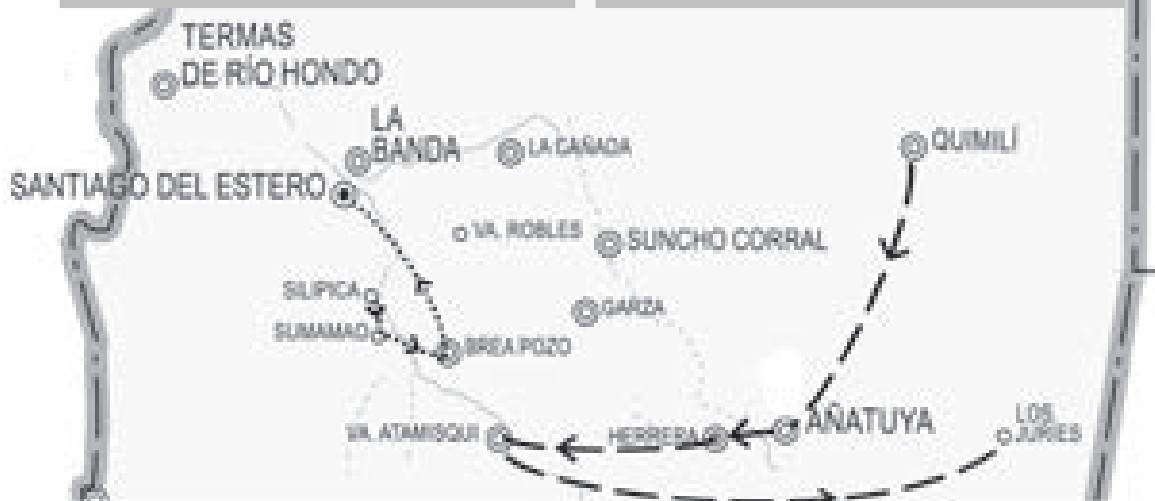 TERMAS
DE RÍO HONDO
LA
BANDA
LA CAÑADA
QUIMILÍ
SANTIAGO DEL ESTERO
VA. ROBLES
SUNCHO CORRAL
SILIPICA
GARZA
SUMAMAO
BREA POZO
VA. ATAMISQUI
HERRERA
AÑATUYA
LOS
JURÍES